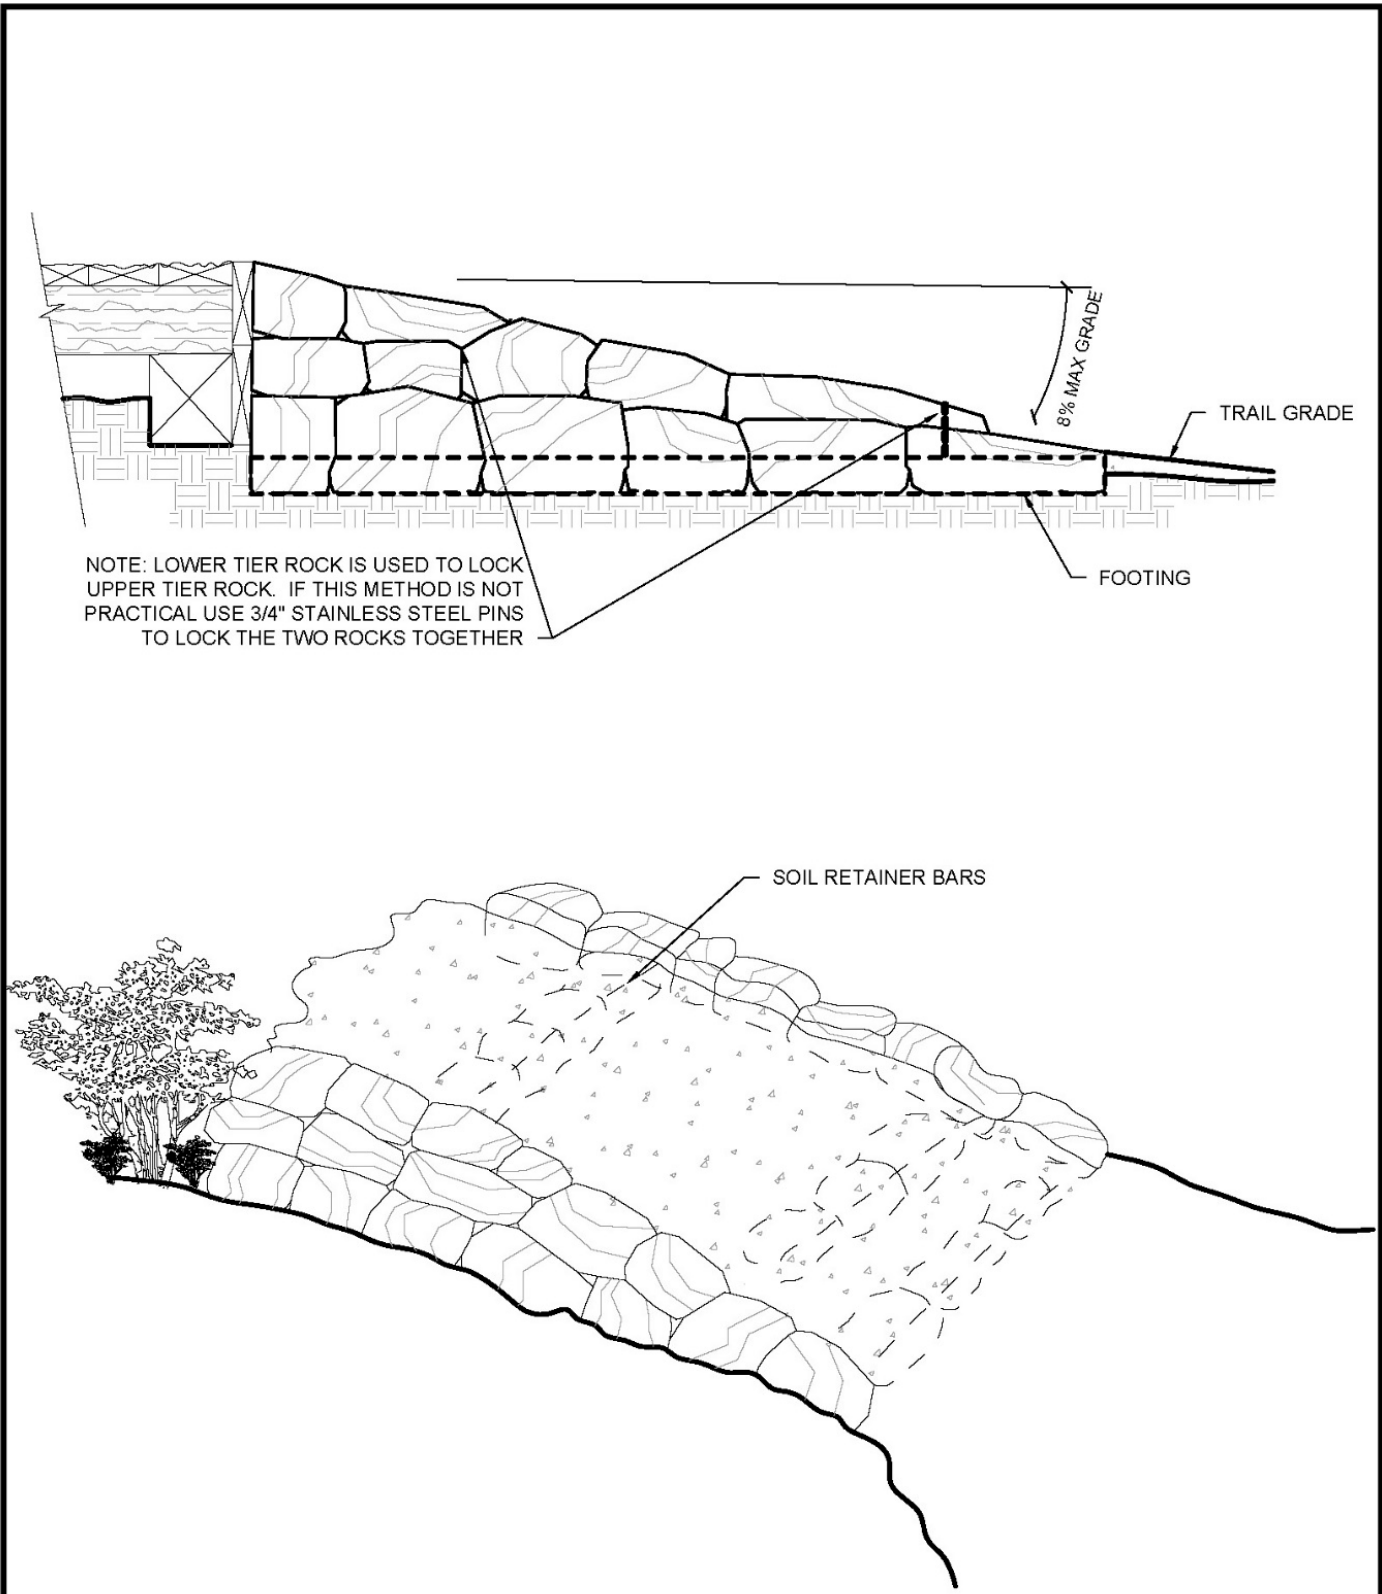 8% MAX GRADE
TRAIL GRADE
NOTE: LOWER TIER ROCK IS USED TO LOCK
UPPER TIER ROCK.  IF THIS METHOD IS NOT
PRACTICAL USE 3/4" STAINLESS STEEL PINS
TO LOCK THE TWO ROCKS TOGETHER
FOOTING
SOIL RETAINER BARS